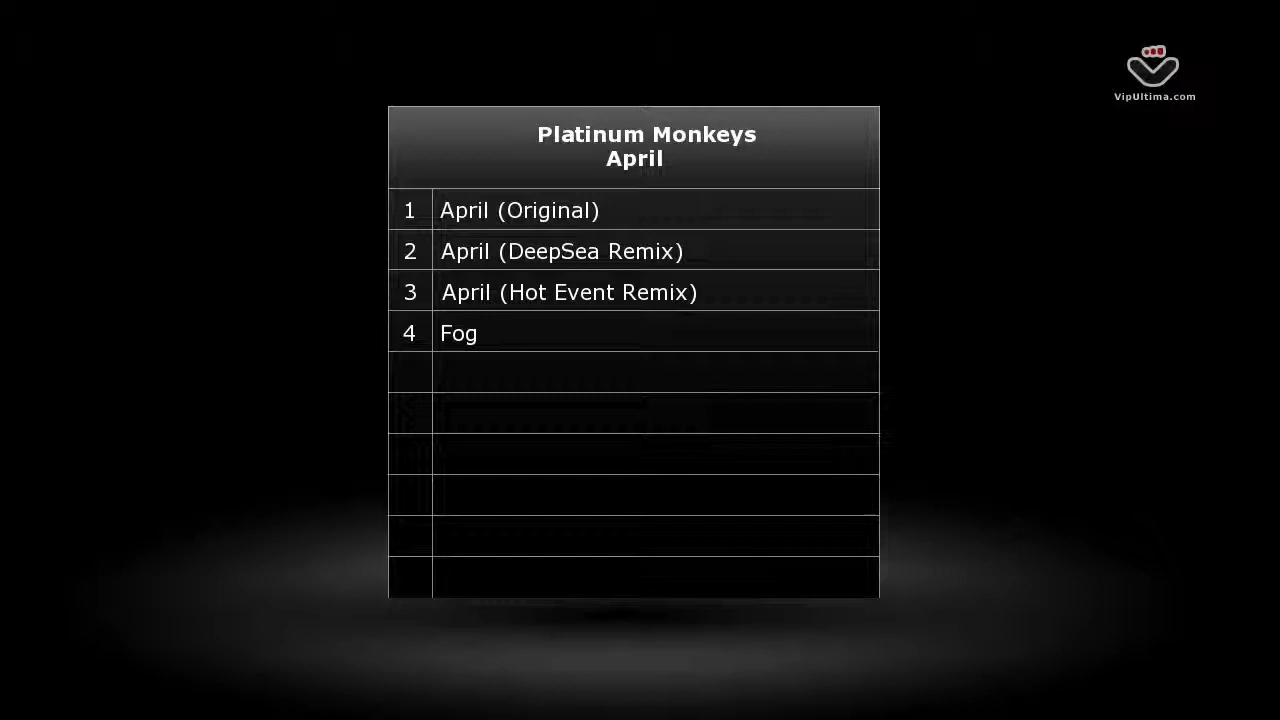 VipUltima.com
Platinum Monkeys
April
1 April (Original)
2 April (DeepSea Remix)
3 April (Hot Event Remix)
4 Fog